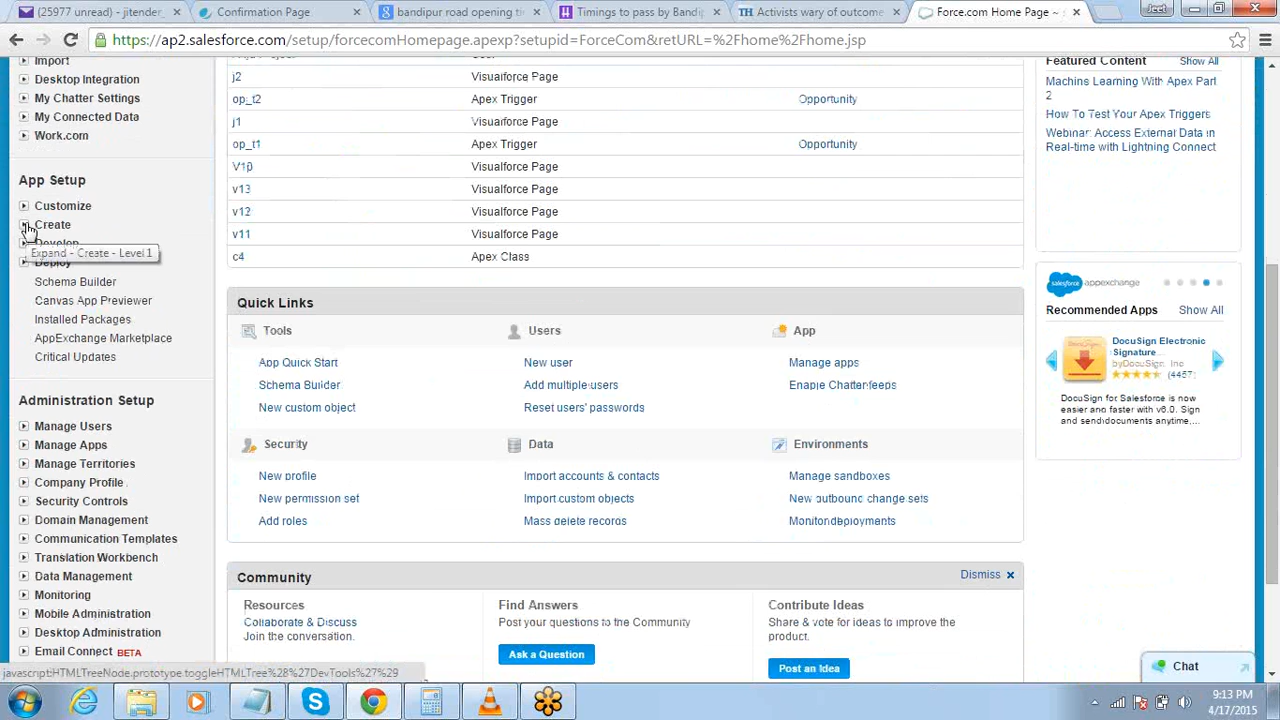 (25977 unread) - jitender_
Confirmation Page
bandipur road opening ti
Timings to pass by Bandip
Activists wary of outcome
Force.com Home Page ~
Jeet
https://ap2.salesforce.com/setup/forcecomHomepage.apexp?setupid=ForceCom&retURL=%2Fhome%2Fhome.jsp
Import
Desktop Integration
My Chatter Settings
My Connected Data
Work.com
App Setup
Customize
Create
Develop
Expand - Create - Level 1
Deploy
Schema Builder
Canvas App Previewer
Installed Packages
AppExchange Marketplace
Critical Updates
Administration Setup
Manage Users
Manage Apps
Manage Territories
Company Profile
Security Controls
Domain Management
Communication Templates
Translation Workbench
Data Management
Monitoring
Mobile Administration
Desktop Administration
Email Connect BETA
j2 Visualforce Page
op_t2 Apex Trigger Opportunity
j1 Visualforce Page
op_t1 Apex Trigger Opportunity
V10 Visualforce Page
v13 Visualforce Page
v12 Visualforce Page
v11 Visualforce Page
c4 Apex Class
Quick Links
Tools
App Quick Start
Schema Builder
New custom object
Users
New user
Add multiple users
Reset users' passwords
App
Manage apps
Enable Chatter feeps
Security
New profile
New permission set
Add roles
Data
Import accounts & contacts
Import custom objects
Mass delete records
Environments
Manage sandboxes
New outbound change sets
Monitor deployments
Community
Dismiss
Resources
Collaborate & Discuss
Join the conversation.
Find Answers
Post your questions to the Community
Ask a Question
Contribute Ideas
Share & vote for ideas to improve the
product.
Post an Idea
Featured Content Show All
Machine Learning With Apex Part
2
How To Test Your Apex Triggers
Webinar: Access External Data in
Real-time with Lightning Connect
salesforce appexchange
Recommended Apps Show All
DocuSign Electronic
Signature...
by DocuSign, Inc
(445)
DocuSign for Salesforce is now
easier and faster with v6.0. Sign
and send documents anytime,...
Chat
javascript:HTMLTreeNode.prototype.toggleHTMLTree%28%27DevTools%27%29
9:13 PM
4/17/2015